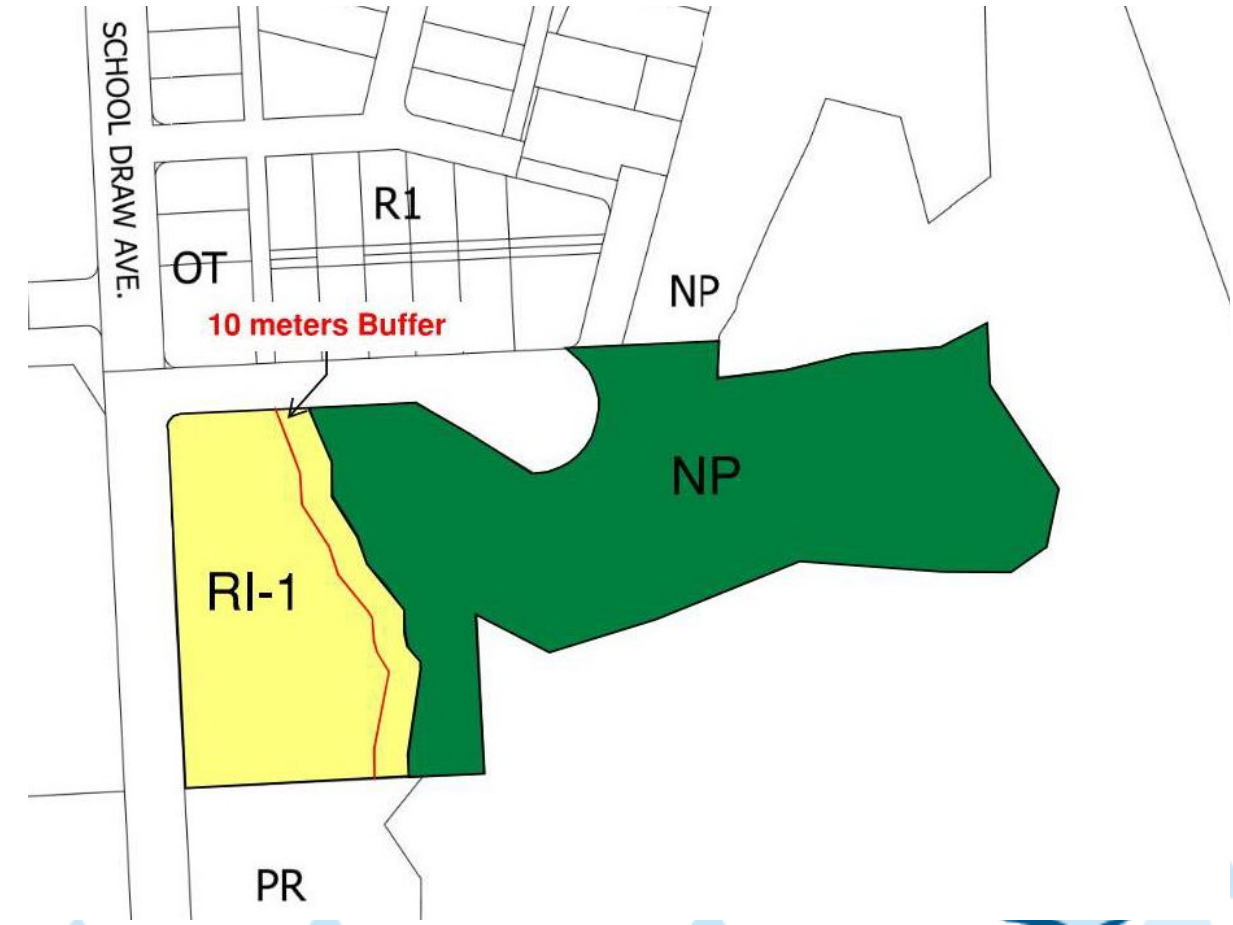 SCHOOL DRAW AVE.
R1
OT
NP
10 meters Buffer
NP
RI-1
PR